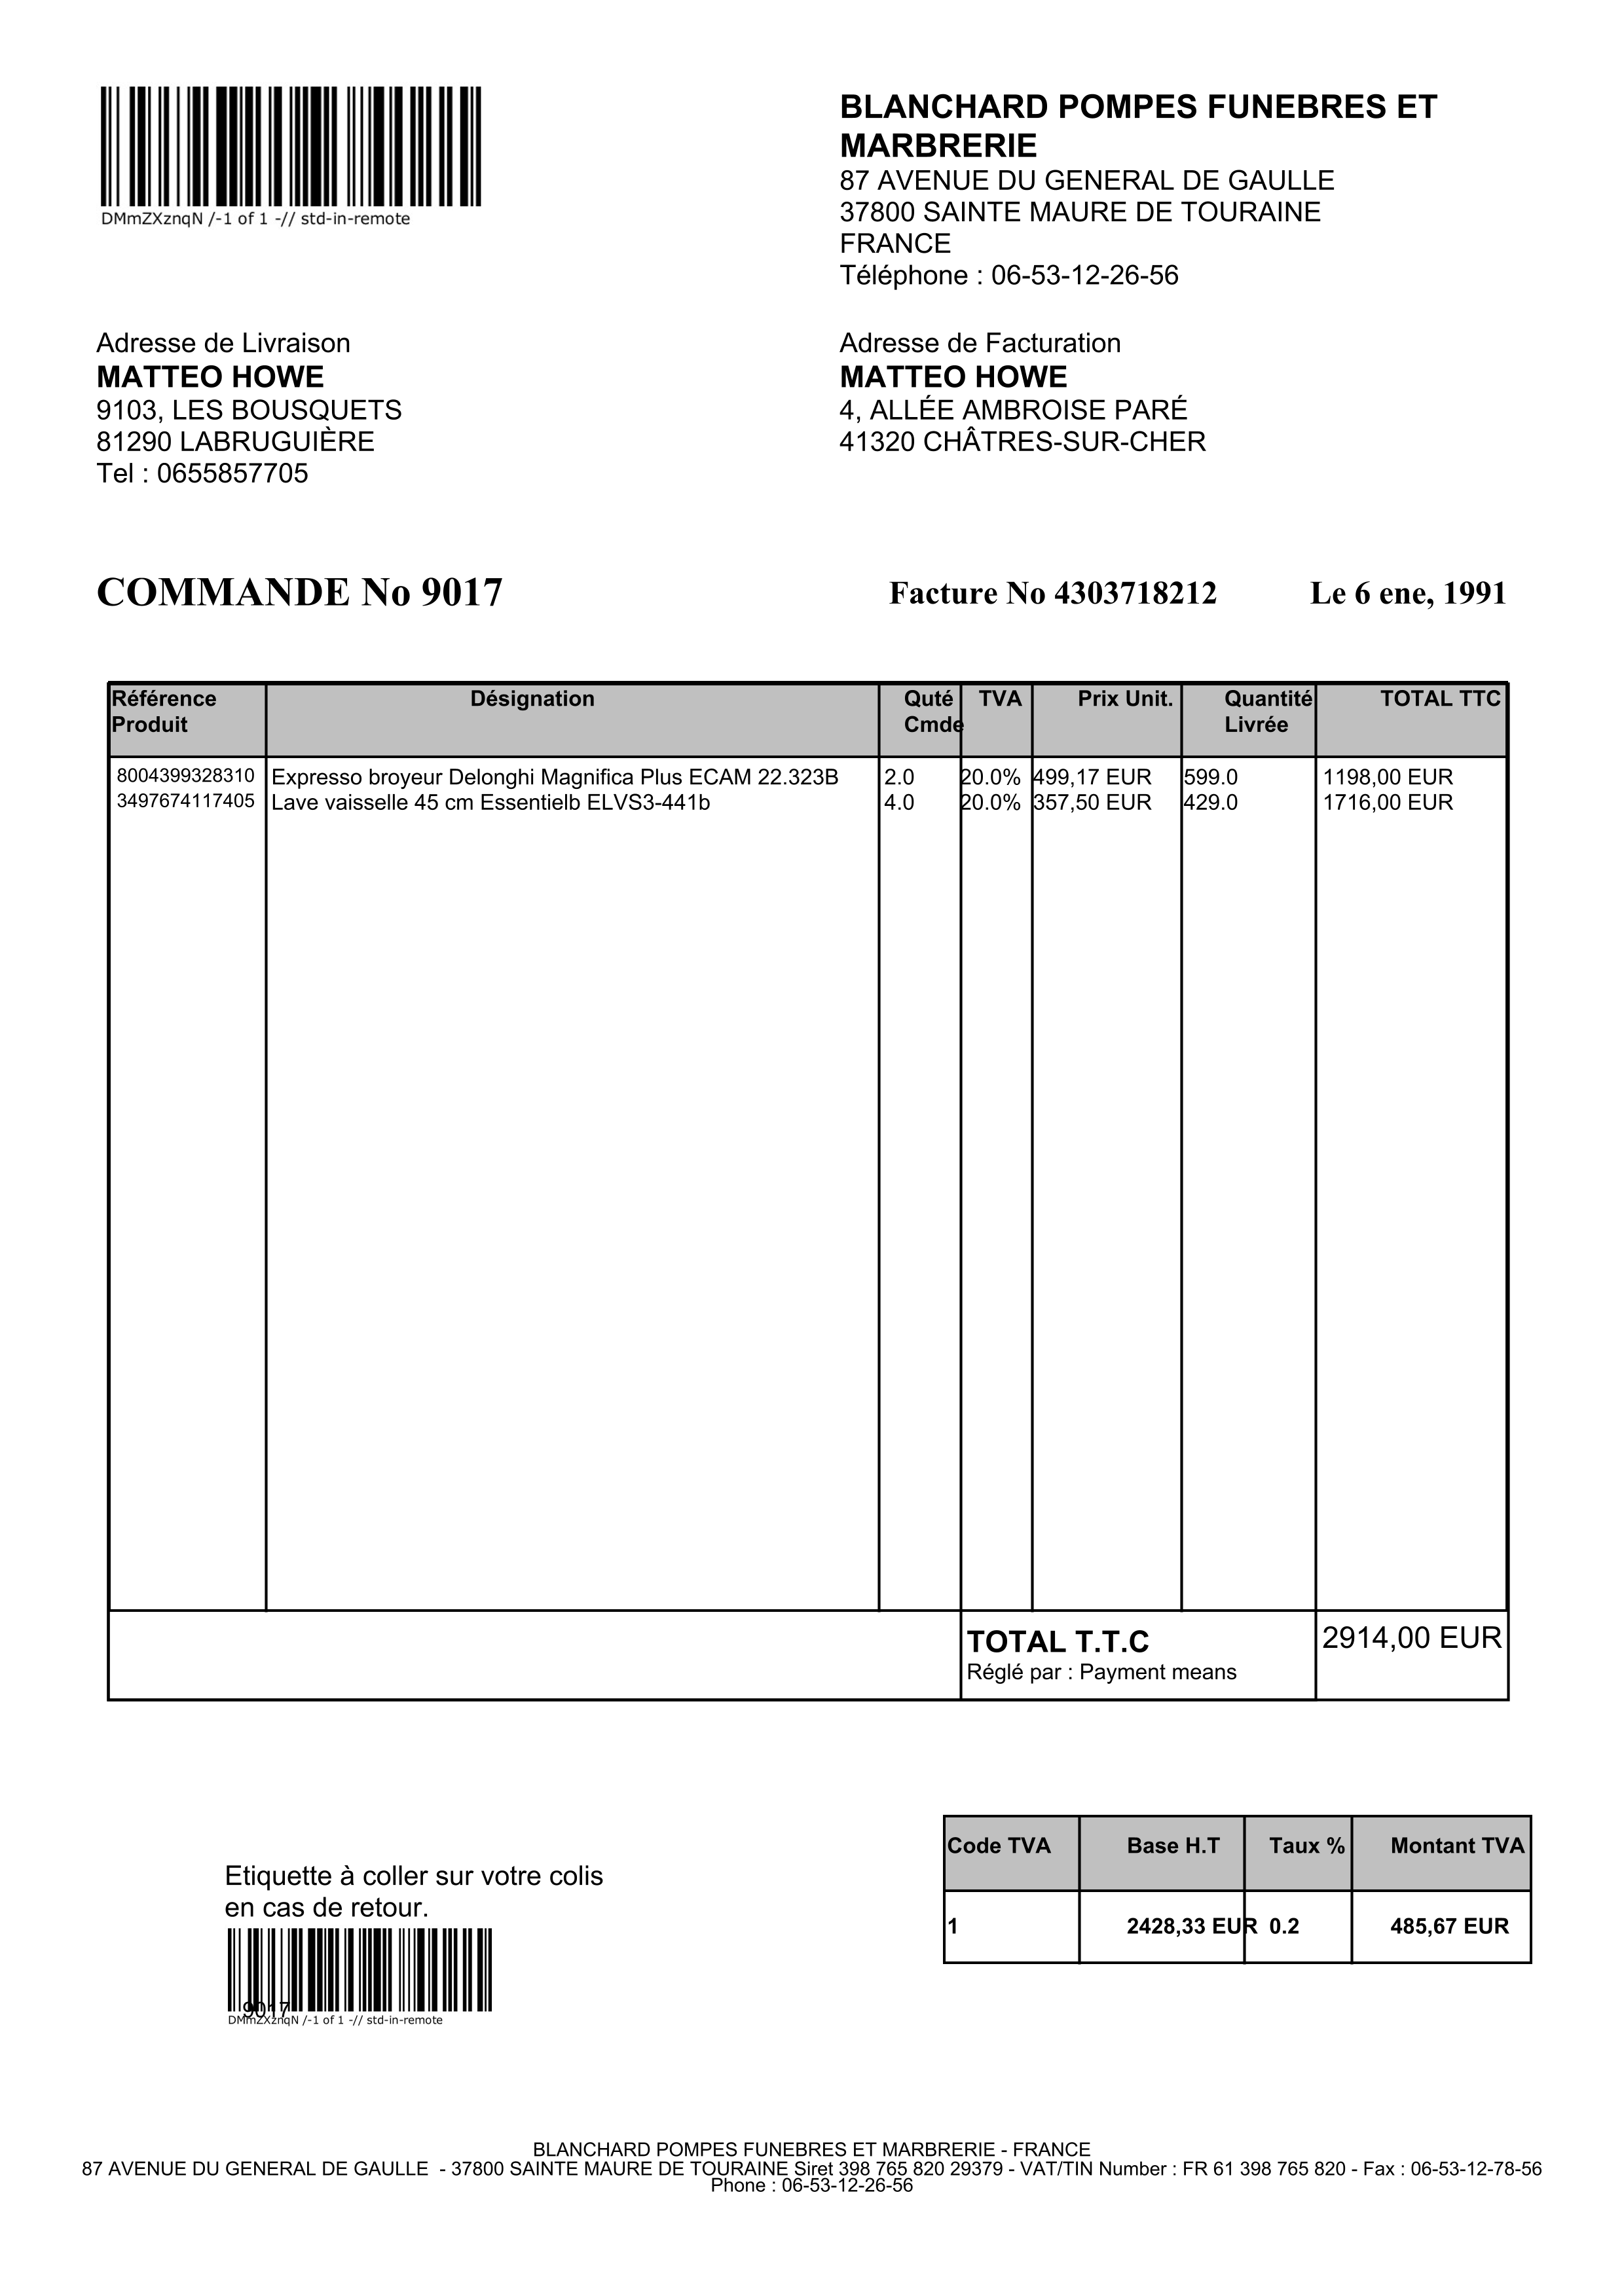 DMmZXznqN /-1 of 1 -// std-in-remote
BLANCHARD POMPES FUNEBRES ET
MARBRERIE
87 AVENUE DU GENERAL DE GAULLE
37800 SAINTE MAURE DE TOURAINE
FRANCE
Téléphone : 06-53-12-26-56
Adresse de Livraison
MATTEO HOWE
9103, LES BOUSQUETS
81290 LABRUGUIÈRE
Tel : 0655857705
Adresse de Facturation
MATTEO HOWE
4, ALLÉE AMBROISE PARÉ
41320 CHÂTRES-SUR-CHER
COMMANDE No 9017 Facture No 4303718212 Le 6 ene, 1991
Référence Désignation Quté TVA Prix Unit. Quantité TOTAL TTC
Produit Cmde Livrée
8004399328310 Expresso broyeur Delonghi Magnifica Plus ECAM 22.323B 2.0 20.0% 499,17 EUR 599.0 1198,00 EUR
3497674117405 Lave vaisselle 45 cm Essentielb ELVS3-441b 4.0 20.0% 357,50 EUR 429.0 1716,00 EUR
TOTAL T.T.C 2914,00 EUR
Réglé par : Payment means
Code TVA Base H.T Taux % Montant TVA
1 2428,33 EUR 0.2 485,67 EUR
Etiquette à coller sur votre colis
en cas de retour.
9017
DMmZXznqN /-1 of 1 -// std-in-remote
BLANCHARD POMPES FUNEBRES ET MARBRERIE - FRANCE
87 AVENUE DU GENERAL DE GAULLE - 37800 SAINTE MAURE DE TOURAINE Siret 398 765 820 29379 - VAT/TIN Number : FR 61 398 765 820 - Fax : 06-53-12-78-56
Phone : 06-53-12-26-56